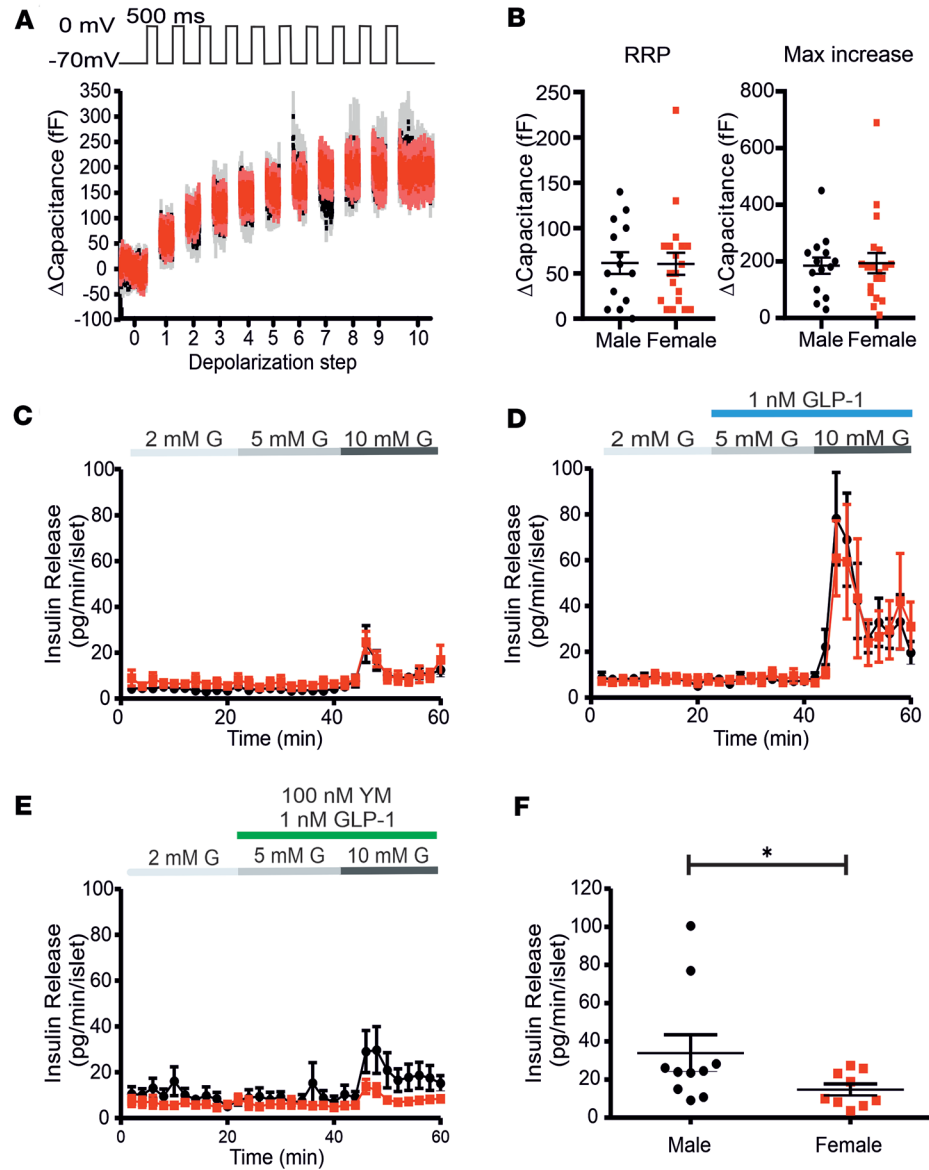 A
0 mV
500 ms
-70mV
ΔCapacitance (fF)
350
300
250
200
150
100
50
0
-50
-100
0 1 2 3 4 5 6 7 8 9 10
Depolarization step
B
RRP
Max increase
ΔCapacitance (fF)
250
200
150
100
50
0
Male Female
ΔCapacitance (fF)
800
600
400
200
0
Male Female
C
2 mM G 5 mM G 10 mM G
Insulin Release
(pg/min/islet)
100
80
60
40
20
0
0 20 40 60
Time (min)
D
1 nM GLP-1
2 mM G 5 mM G 10 mM G
Insulin Release
(pg/min/islet)
100
80
60
40
20
0
0 20 40 60
Time (min)
E
100 nM YM
1 nM GLP-1
2 mM G 5 mM G 10 mM G
Insulin Release
(pg/min/islet)
100
80
60
40
20
0
0 20 40 60
Time (min)
F
*
Insulin Release
(pg/min/islet)
120
100
80
60
40
20
0
Male Female